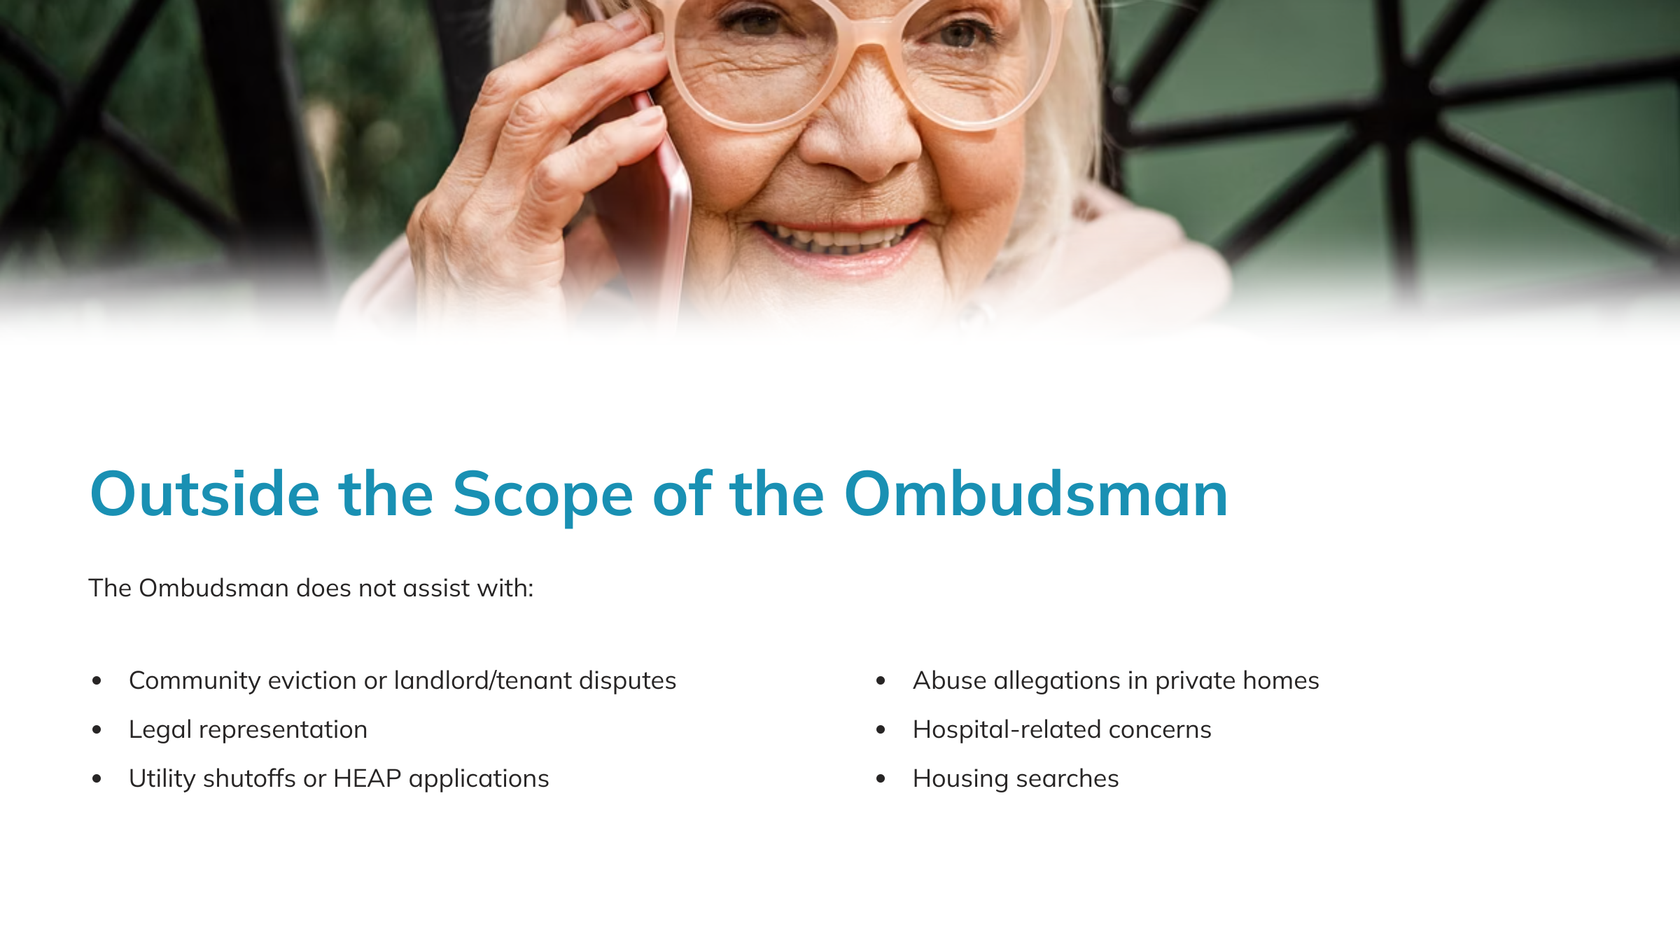 Outside the Scope of the Ombudsman
The Ombudsman does not assist with:
• Community eviction or landlord/tenant disputes
• Legal representation
• Utility shutoffs or HEAP applications
• Abuse allegations in private homes
• Hospital-related concerns
• Housing searches